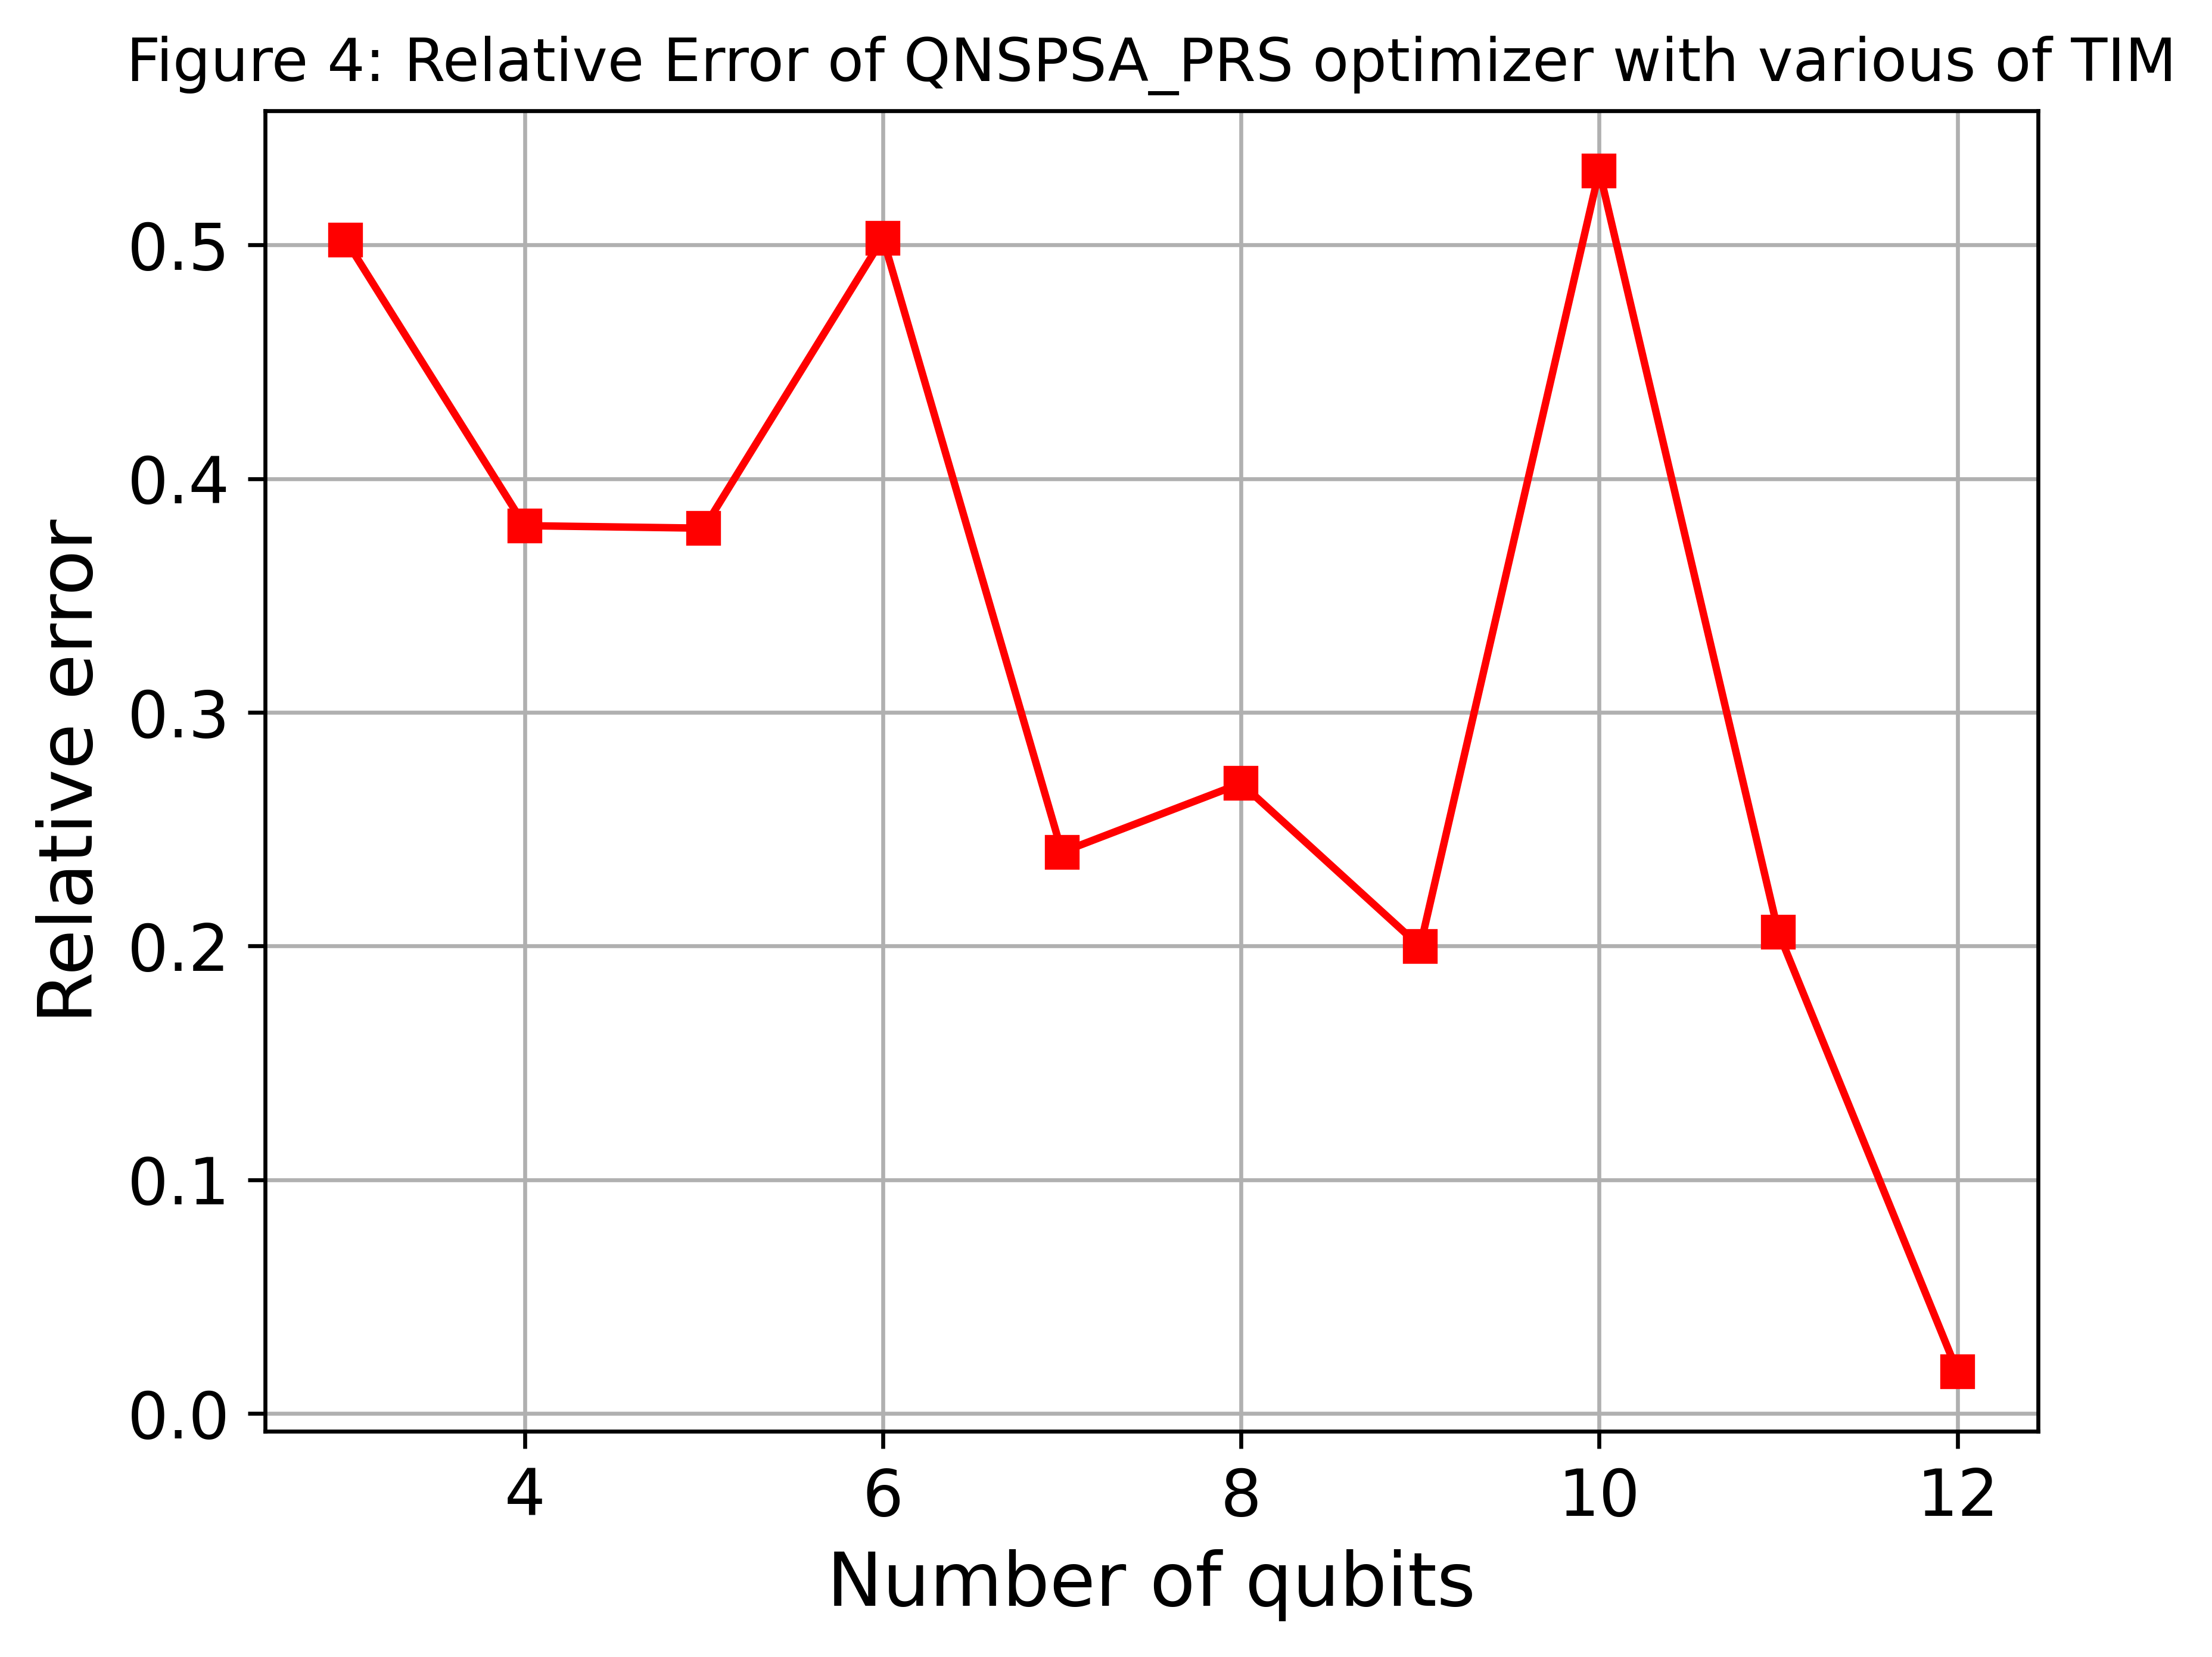 Figure 4: Relative Error of QNSPSA_PRS optimizer with various of TIM
0.5
0.4
0.3
0.2
0.1
0.0
Relative error
4 6 8 10 12
Number of qubits